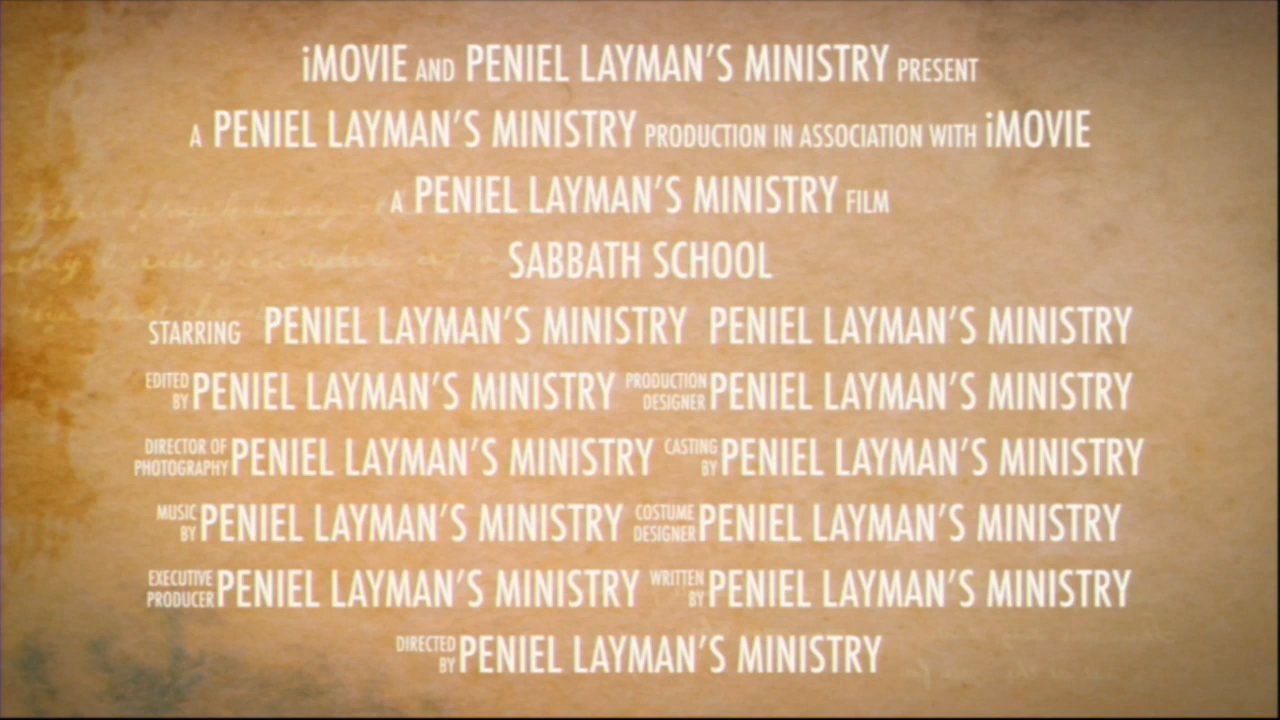 iMOVIE AND PENIEL LAYMAN'S MINISTRY PRESENT
A PENIEL LAYMAN'S MINISTRY PRODUCTION IN ASSOCIATION WITH iMOVIE
A PENIEL LAYMAN'S MINISTRY FILM
SABBATH SCHOOL
STARRING PENIEL LAYMAN'S MINISTRY PENIEL LAYMAN'S MINISTRY
EDITED BY PENIEL LAYMAN'S MINISTRY PRODUCTION DESIGNER PENIEL LAYMAN'S MINISTRY
DIRECTOR OF PHOTOGRAPHY PENIEL LAYMAN'S MINISTRY CASTING BY PENIEL LAYMAN'S MINISTRY
MUSIC BY PENIEL LAYMAN'S MINISTRY COSTUME DESIGNER PENIEL LAYMAN'S MINISTRY
EXECUTIVE PRODUCER PENIEL LAYMAN'S MINISTRY WRITTEN BY PENIEL LAYMAN'S MINISTRY
DIRECTED BY PENIEL LAYMAN'S MINISTRY